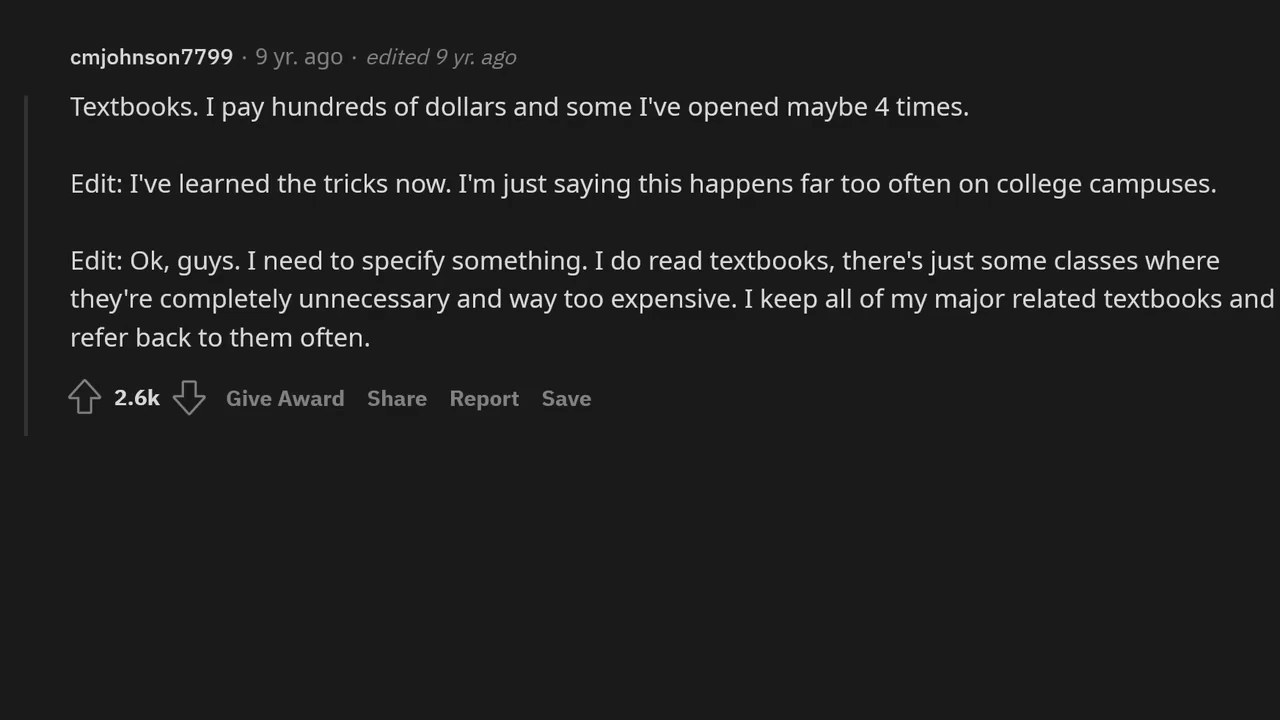 cmjohnson7799 · 9 yr. ago · edited 9 yr. ago
Textbooks. I pay hundreds of dollars and some I've opened maybe 4 times.
Edit: I've learned the tricks now. I'm just saying this happens far too often on college campuses.
Edit: Ok, guys. I need to specify something. I do read textbooks, there's just some classes where
they're completely unnecessary and way too expensive. I keep all of my major related textbooks and
refer back to them often.
2.6k Give Award Share Report Save